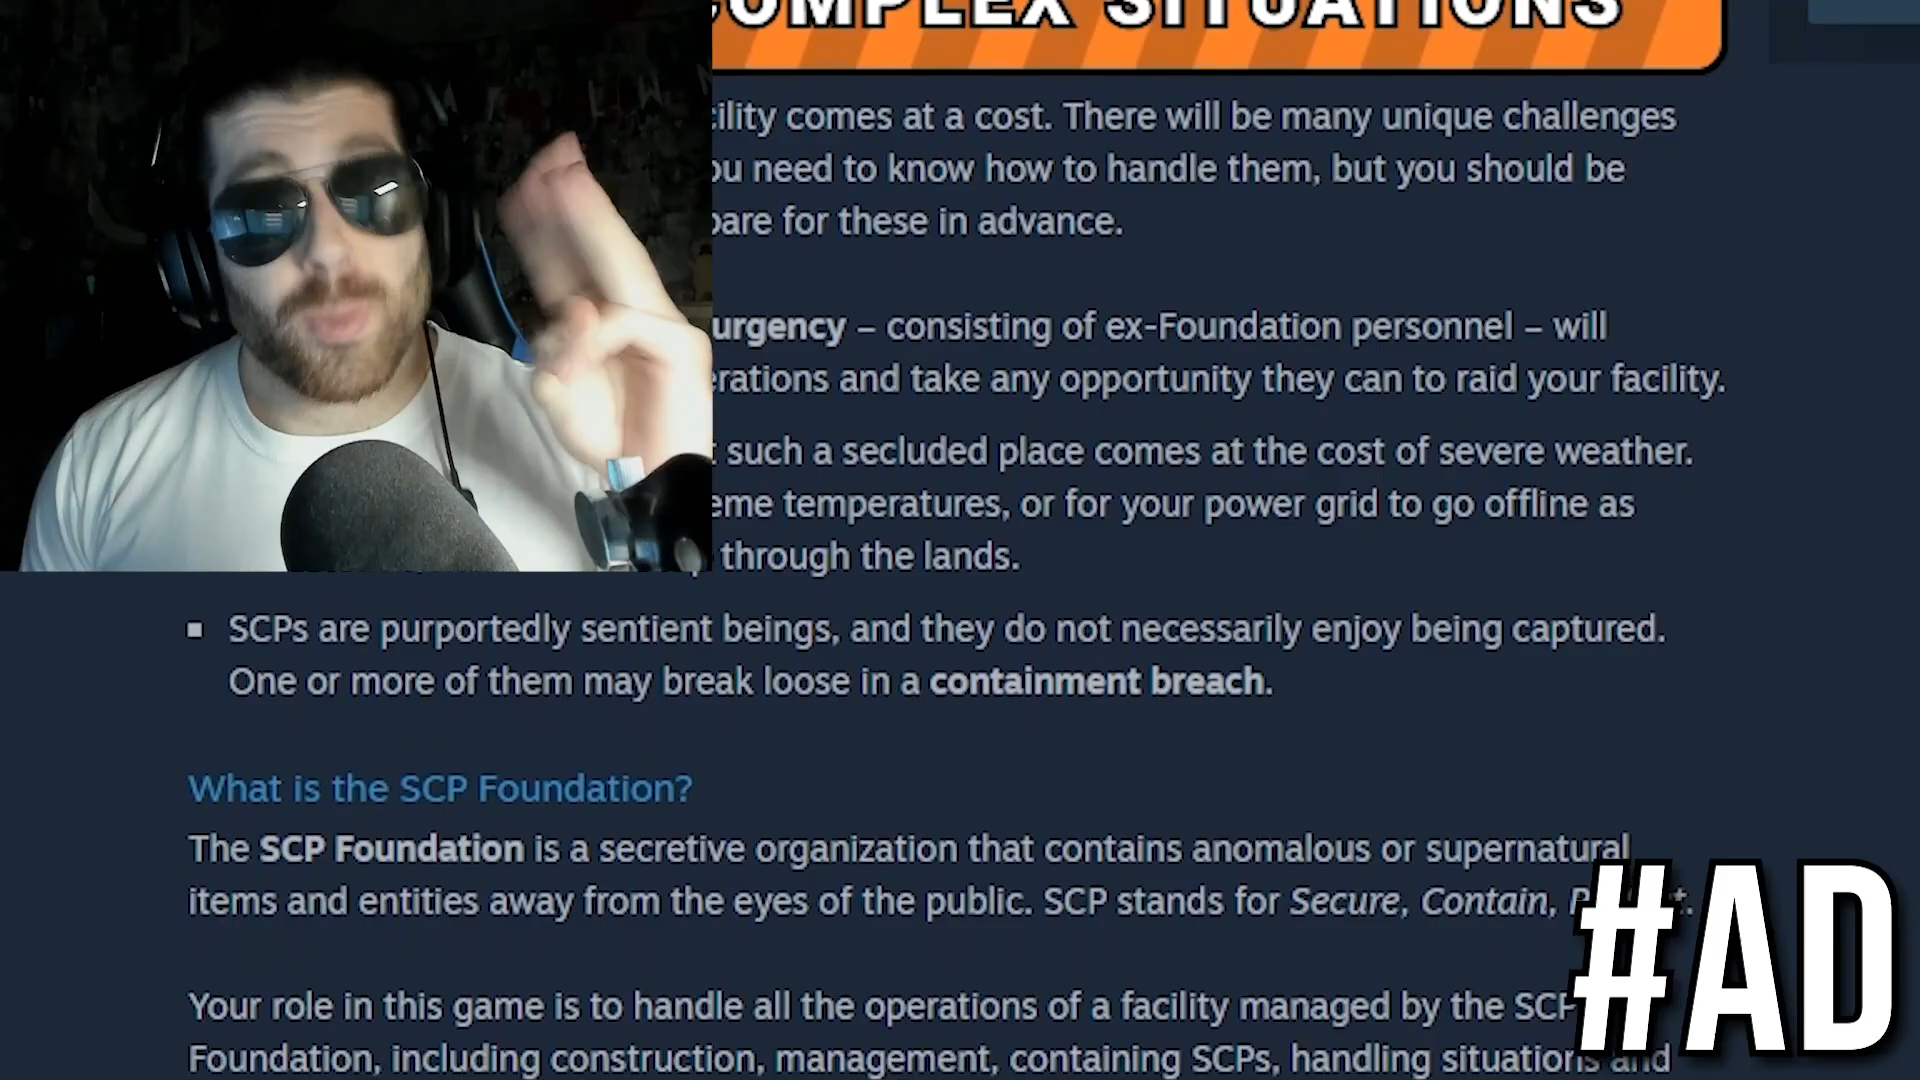 COMPLEX SITUATIONS
comes at a cost. There will be many unique challenges
need to know how to handle them, but you should be
for these in advance.
– consisting of ex-Foundation personnel – will
and take any opportunity they can to raid your facility.
such a secluded place comes at the cost of severe weather.
temperatures, or for your power grid to go offline as
through the lands.
▪ SCPs are purportedly sentient beings, and they do not necessarily enjoy being captured.
One or more of them may break loose in a containment breach.
What is the SCP Foundation?
The SCP Foundation is a secretive organization that contains anomalous or supernatural
items and entities away from the eyes of the public. SCP stands for Secure, Contain,
Your role in this game is to handle all the operations of a facility managed by the SCP
Foundation, including construction, management, containing SCPs, handling situations and
#AD